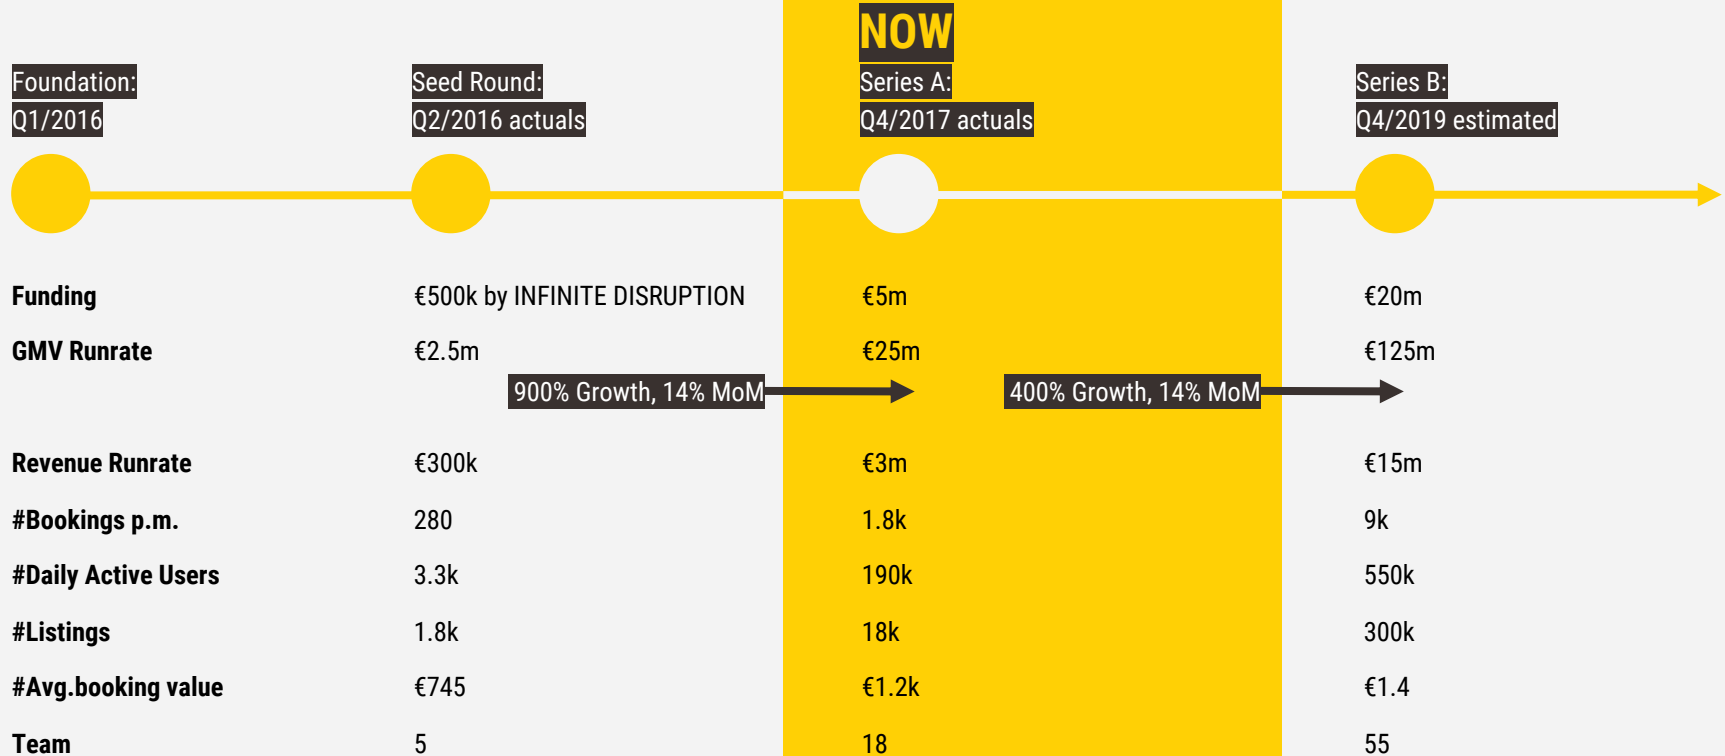 NOW
Foundation:
Q1/2016
Seed Round:
Q2/2016 actuals
Series A:
Q4/2017 actuals
Series B:
Q4/2019 estimated
Funding €500k by INFINITE DISRUPTION €5m €20m
GMV Runrate €2.5m €25m €125m
900% Growth, 14% MoM 400% Growth, 14% MoM
Revenue Runrate €300k €3m €15m
#Bookings p.m. 280 1.8k 9k
#Daily Active Users 3.3k 190k 550k
#Listings 1.8k 18k 300k
#Avg.booking value €745 €1.2k €1.4
Team 5 18 55